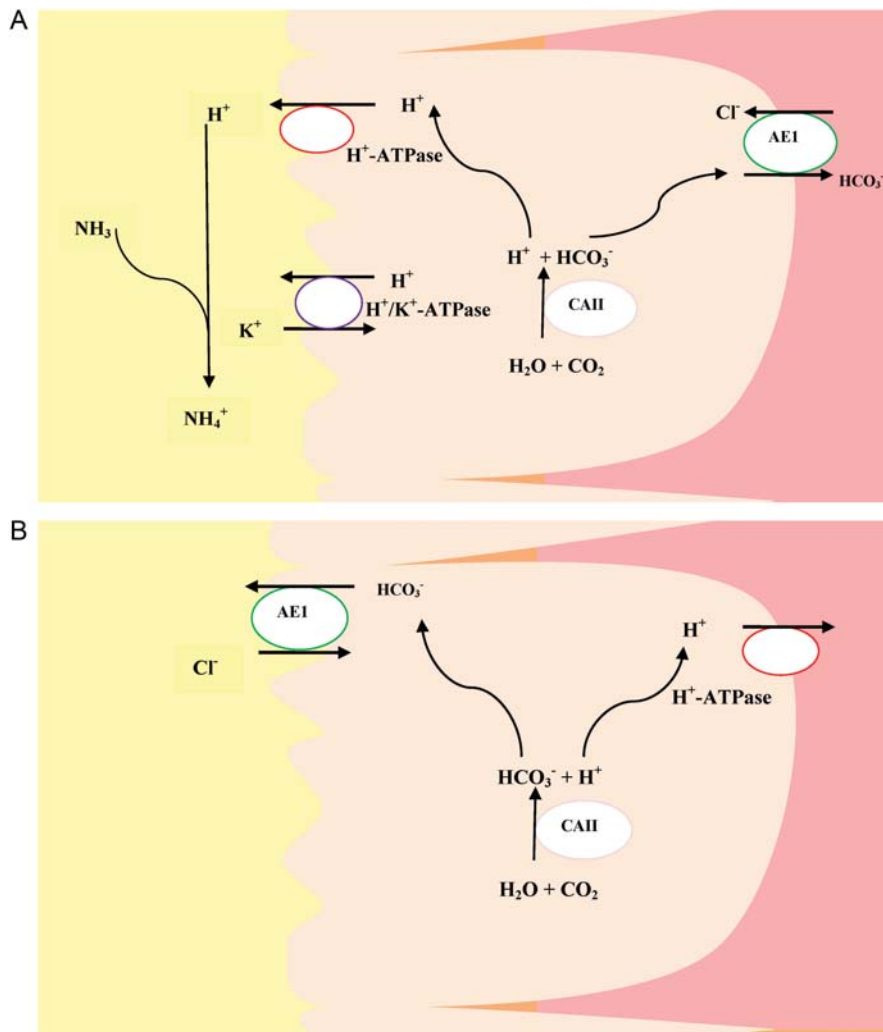 A
H⁺
H⁺
Cl⁻
AE1
H⁺-ATPase
HCO₃⁻
NH₃
H⁺ + HCO₃⁻
H⁺
CAII
K⁺
H⁺/K⁺-ATPase
H₂O + CO₂
NH₄⁺
B
HCO₃⁻
AE1
H⁺
Cl⁻
H⁺-ATPase
HCO₃⁻ + H⁺
CAII
H₂O + CO₂